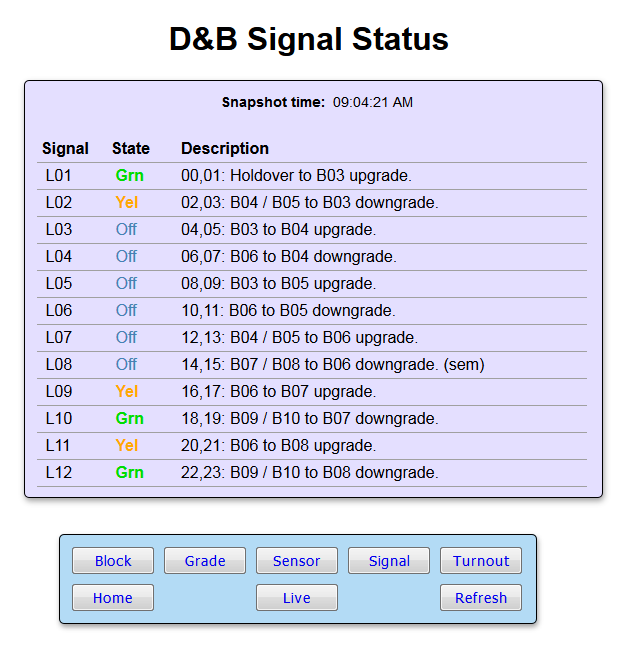 D&B Signal Status
Snapshot time: 09:04:21 AM
Signal State Description
L01 Grn 00,01: Holdover to B03 upgrade.
L02 Yel 02,03: B04 / B05 to B03 downgrade.
L03 Off 04,05: B03 to B04 upgrade.
L04 Off 06,07: B06 to B04 downgrade.
L05 Off 08,09: B03 to B05 upgrade.
L06 Off 10,11: B06 to B05 downgrade.
L07 Off 12,13: B04 / B05 to B06 upgrade.
L08 Off 14,15: B07 / B08 to B06 downgrade. (sem)
L09 Yel 16,17: B06 to B07 upgrade.
L10 Grn 18,19: B09 / B10 to B07 downgrade.
L11 Yel 20,21: B06 to B08 upgrade.
L12 Grn 22,23: B09 / B10 to B08 downgrade.
Block Grade Sensor Signal Turnout
Home Live Refresh